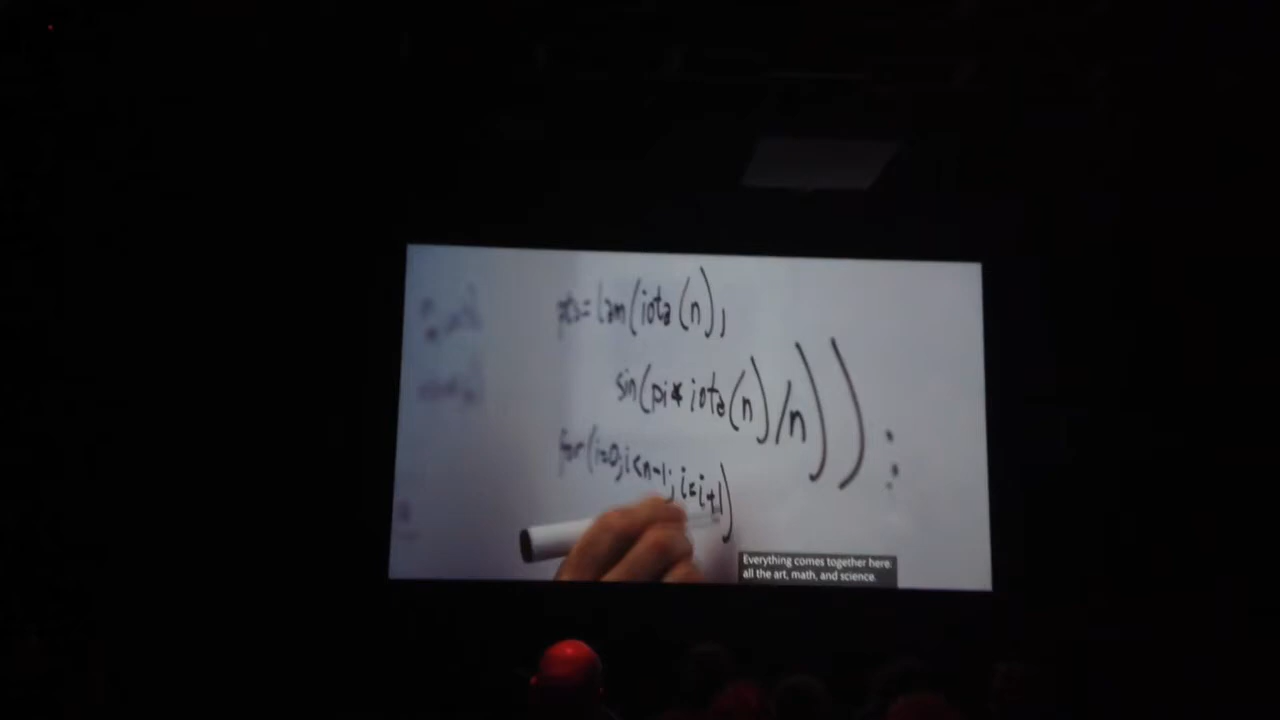 pts=lam(iota(n),
sin(pi*iota(n)/n));
for(i=0;i<n-1;i=i+1)
Everything comes together here:
all the art, math, and science.